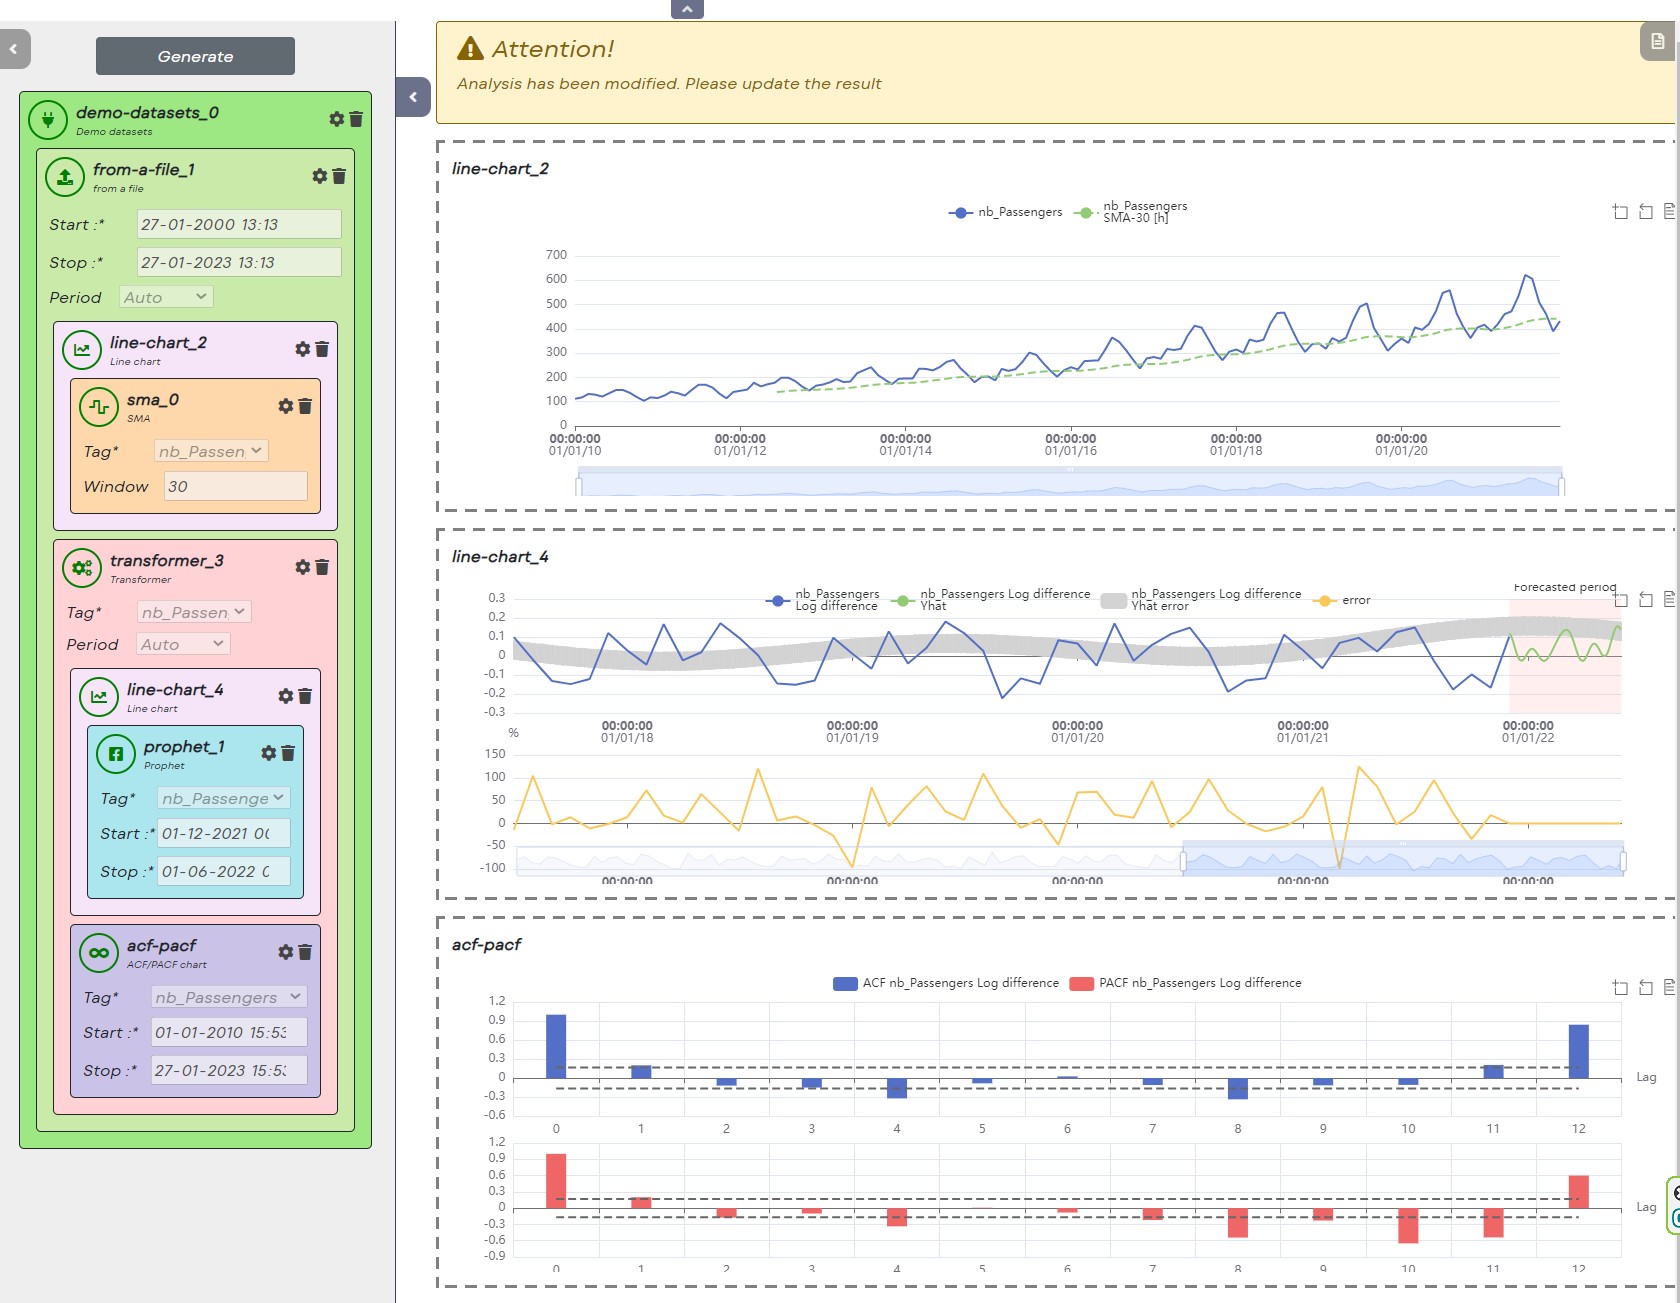 Generate
demo-datasets_0
Demo datasets
from-a-file_1
from a file
Start :* 27-01-2000 13:13
Stop :* 27-01-2023 13:13
Period Auto
line-chart_2
Line chart
sma_0
SMA
Tag* nb_Passen
Window 30
transformer_3
Transformer
Tag* nb_Passen
Period Auto
line-chart_4
Line chart
prophet_1
Prophet
Tag* nb_Passenge
Start :* 01-12-2021 0(
Stop :* 01-06-2022 0
acf-pacf
ACF/PACF chart
Tag* nb_Passengers
Start :* 01-01-2010 15:53
Stop :* 27-01-2023 15:53
Attention!
Analysis has been modified. Please update the result
line-chart_2
nb_Passengers nb_Passengers
SMA-30 [h]
700
600
500
400
300
200
100
0
00:00:00 00:00:00 00:00:00 00:00:00 00:00:00 00:00:00
01/01/10 01/01/12 01/01/14 01/01/16 01/01/18 01/01/20
line-chart_4
nb_Passengers nb_Passengers Log difference nb_Passengers Log difference error
Log difference Yhat Yhat error
Forecasted period
0.3
0.2
0.1
0
-0.1
-0.2
-0.3
00:00:00 00:00:00 00:00:00 00:00:00 00:00:00
01/01/18 01/01/19 01/01/20 01/01/21 01/01/22
%
150
100
50
0
-50
-100
00:00:00 00:00:00 00:00:00 00:00:00 00:00:00
acf-pacf
ACF nb_Passengers Log difference PACF nb_Passengers Log difference
1.2
0.9
0.6
0.3
0
-0.3
-0.6
Lag
0 1 2 3 4 5 6 7 8 9 10 11 12
1.2
0.9
0.6
0.3
0
-0.3
-0.6
-0.9
Lag
0 1 2 3 4 5 6 7 8 9 10 11 12